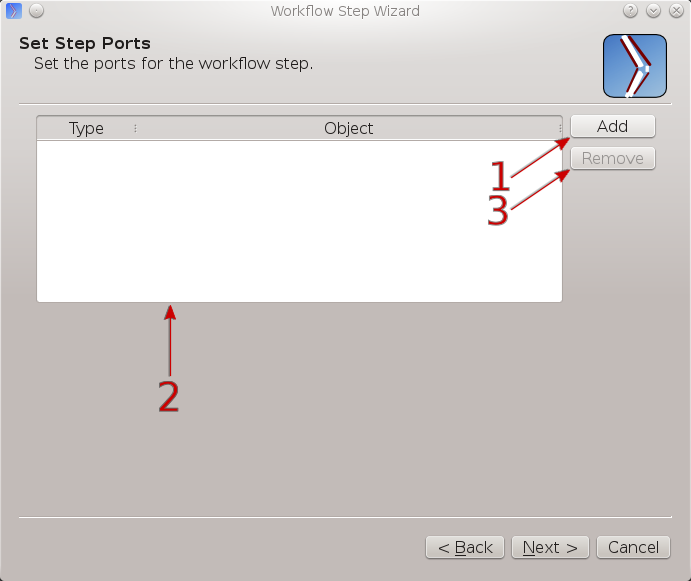 Workflow Step Wizard
Set Step Ports
Set the ports for the workflow step.
Type Object
Add
Remove
1
3
2
< Back Next > Cancel